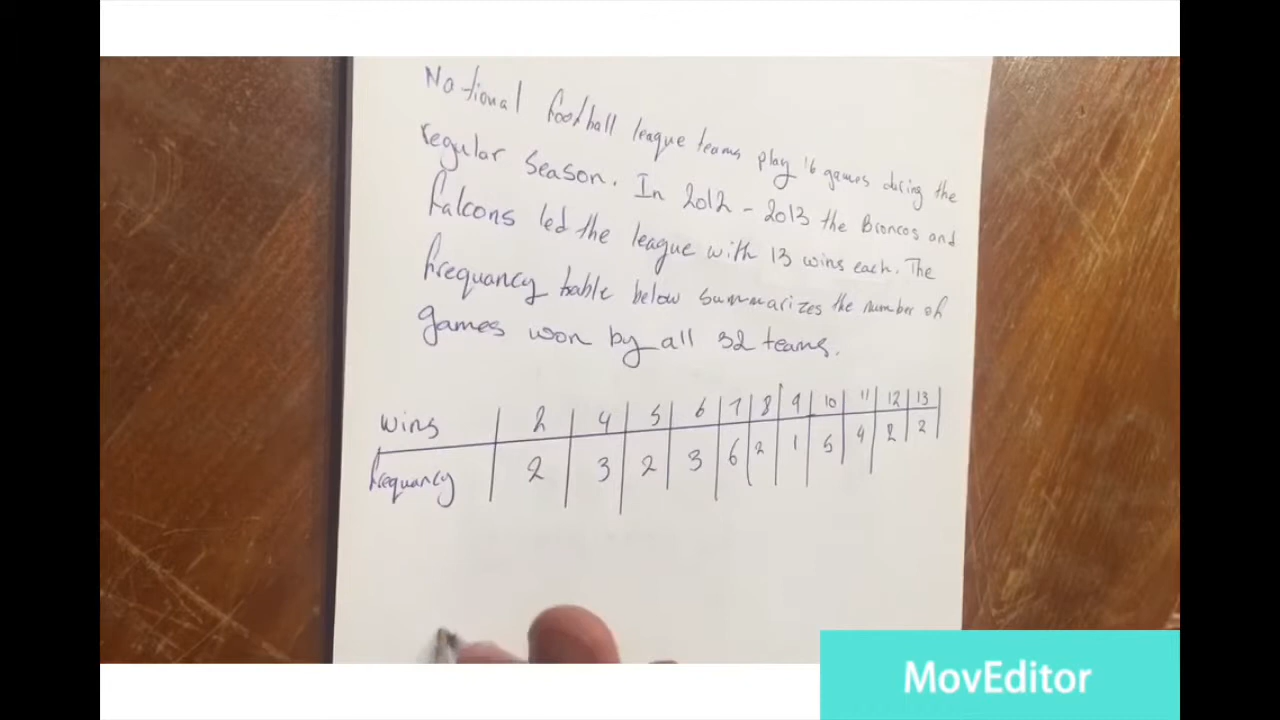 National football league teams play 16 games during the
regular season. In 2012 - 2013 the Broncos and
falcons led the league with 13 wins each. The
frequancy table below summarizes the number of
games won by all 32 teams.
wins 2 4 5 6 7 8 9 10 11 12 13
frequancy 2 3 2 3 6 2 1 5 4 2 2
MovEditor